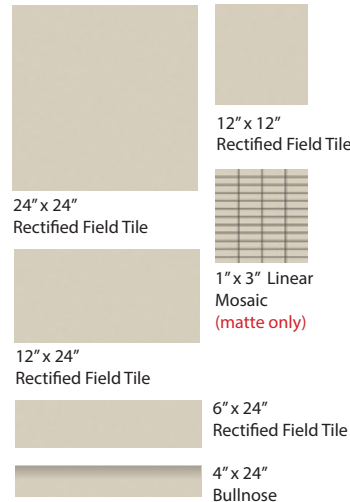 24” x 24”
Rectified Field Tile
12” x 12”
Rectified Field Tile
1” x 3” Linear
Mosaic
(matte only)
12” x 24”
Rectified Field Tile
6” x 24”
Rectified Field Tile
4” x 24”
Bullnose